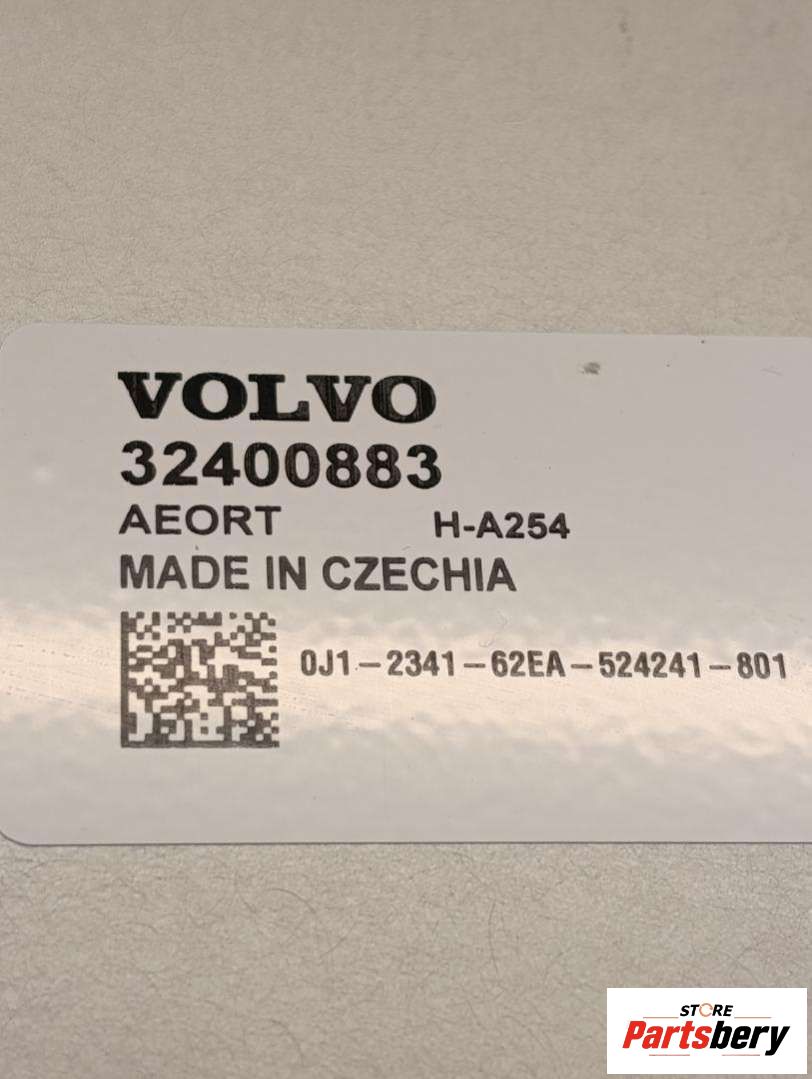 VOLVO
32400883
AEORT H-A254
MADE IN CZECHIA
0J1-2341-62EA-524241-801
STORE
Partsbery